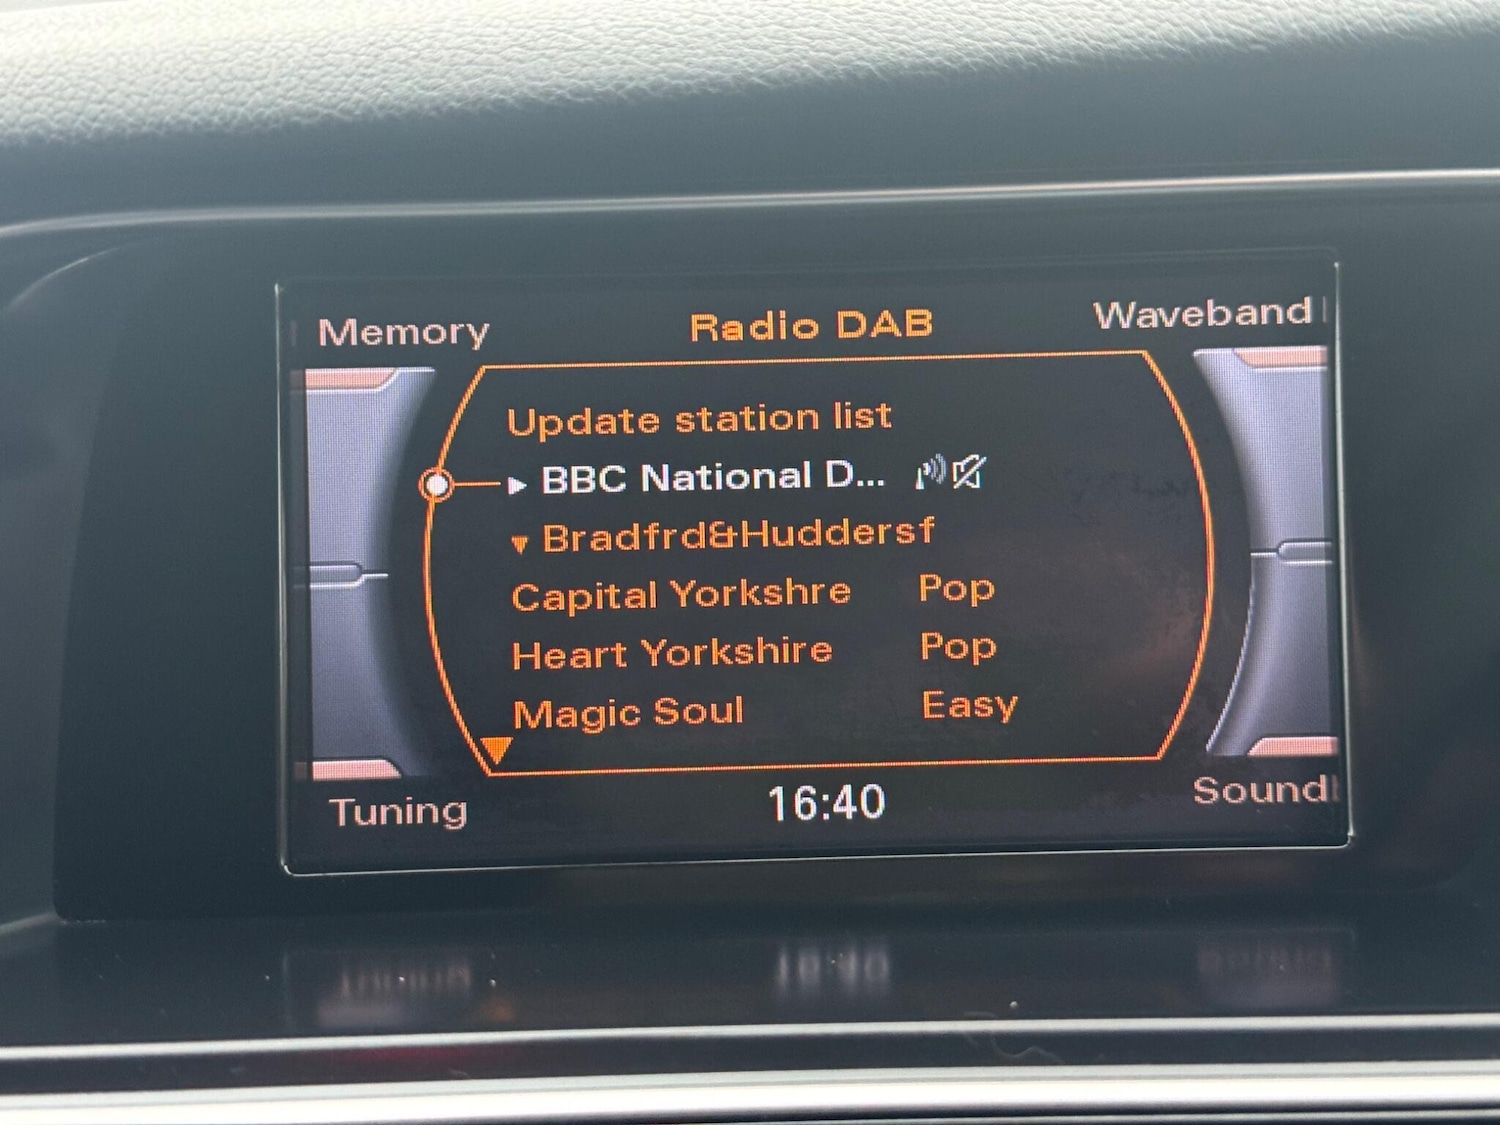 Memory
Radio DAB
Waveband
Update station list
BBC National D...
Bradfrd&Huddersf
Capital Yorkshre Pop
Heart Yorkshire Pop
Magic Soul Easy
Tuning
16:40
Sound